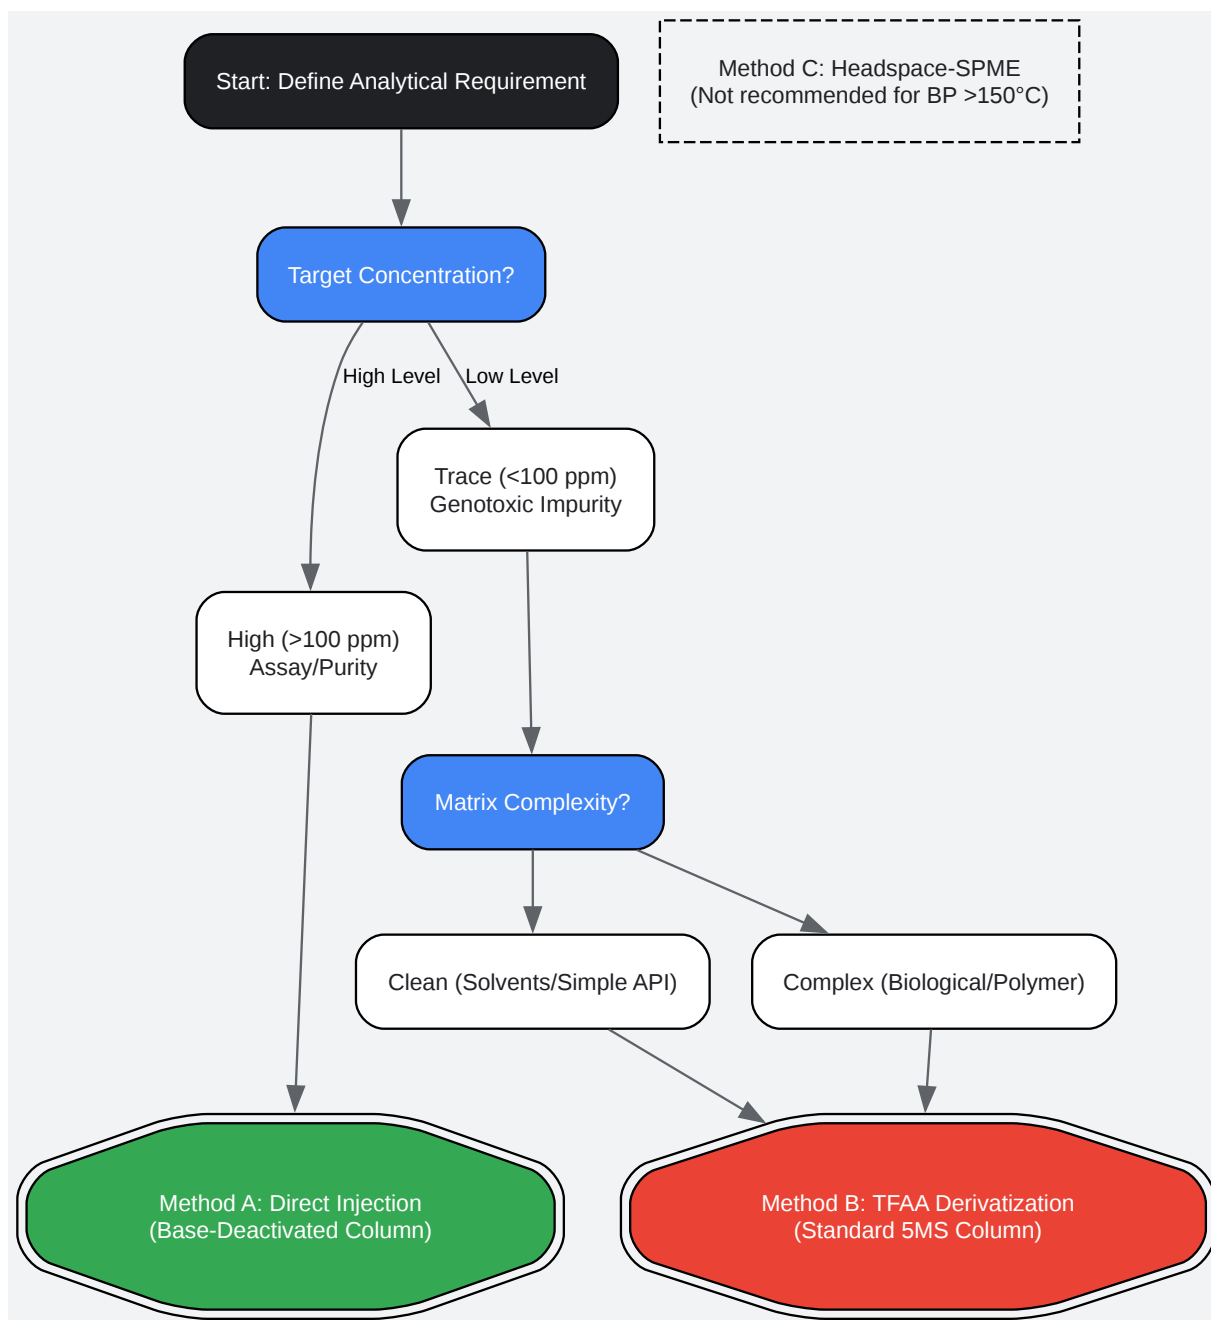 Start: Define Analytical Requirement
Method C: Headspace-SPME
(Not recommended for BP >150°C)
Target Concentration?
High Level
Low Level
Trace (<100 ppm)
Genotoxic Impurity
High (>100 ppm)
Assay/Purity
Matrix Complexity?
Clean (Solvents/Simple API)
Complex (Biological/Polymer)
Method A: Direct Injection
(Base-Deactivated Column)
Method B: TFAA Derivatization
(Standard 5MS Column)